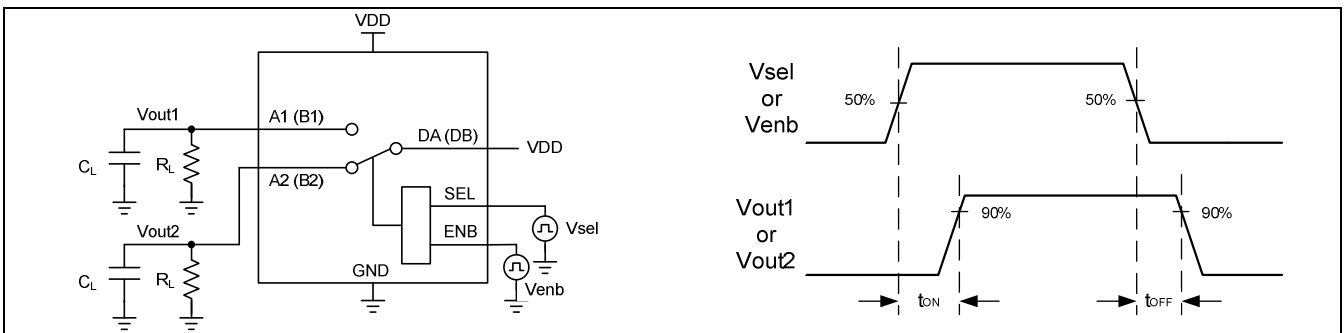 VDD
Vout1
A1 (B1)
DA (DB)
VDD
CL
RL
A2 (B2)
SEL
Vsel
Vout2
ENB
CL
RL
GND
Venb
Vsel
or
Venb
50%
50%
Vout1
or
Vout2
90%
90%
tON
tOFF